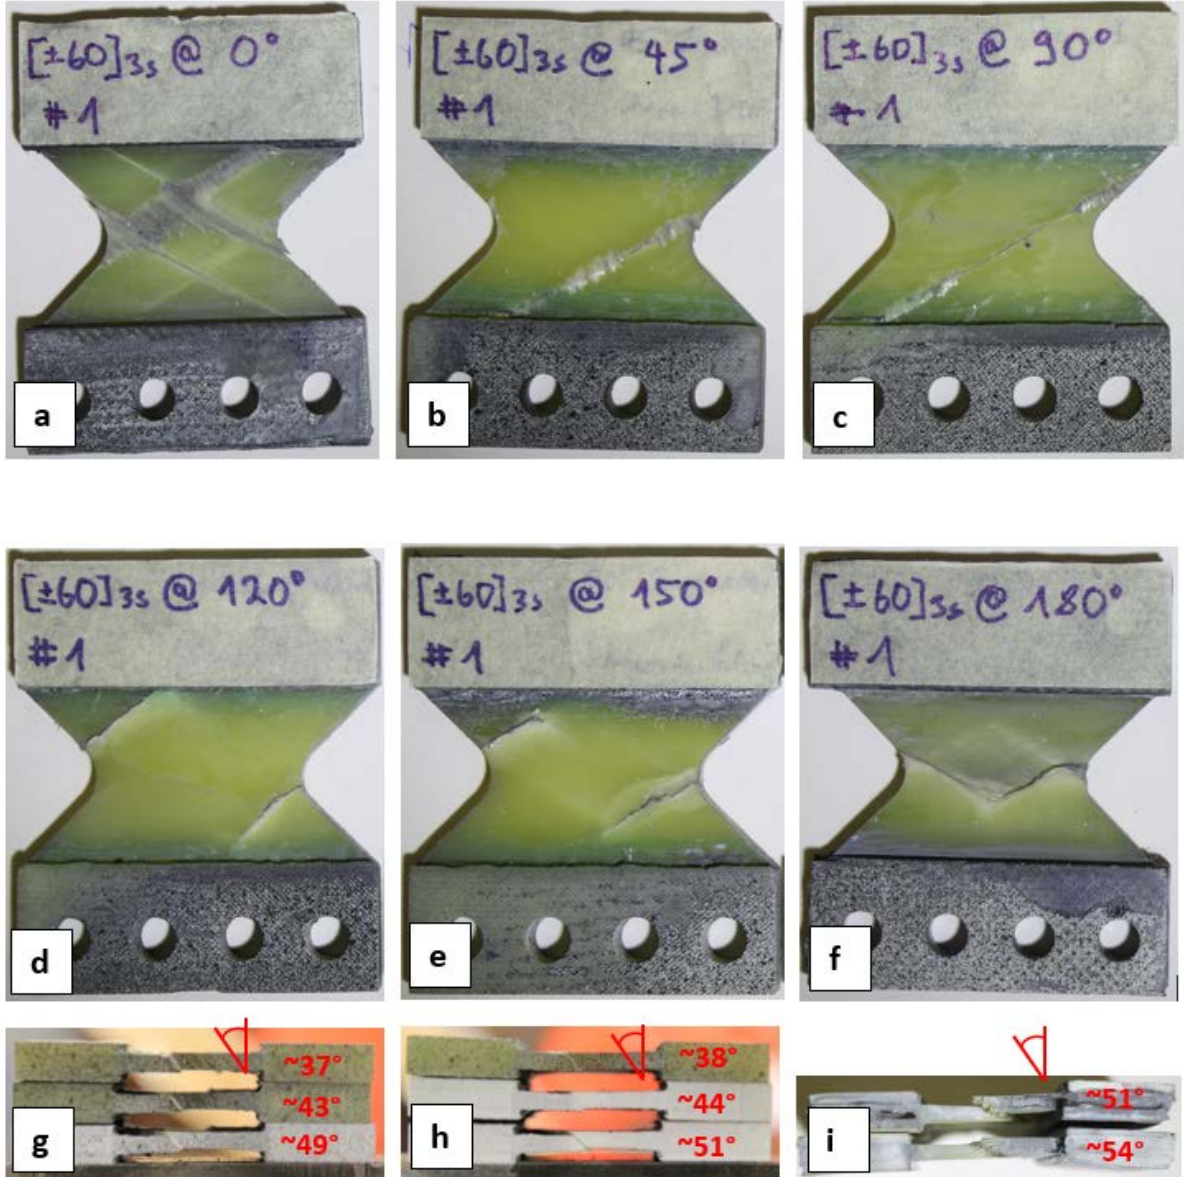 [±60]3s @ 0°
#1
a
[±60]3s @ 45°
#1
b
[±60]3s @ 90°
#1
c
[±60]3s @ 120°
#1
d
[±60]3s @ 150°
#1
e
[±60]3s @ 180°
#1
f
~37°
~43°
~49°
g
~38°
~44°
~51°
h
~51°
~54°
i